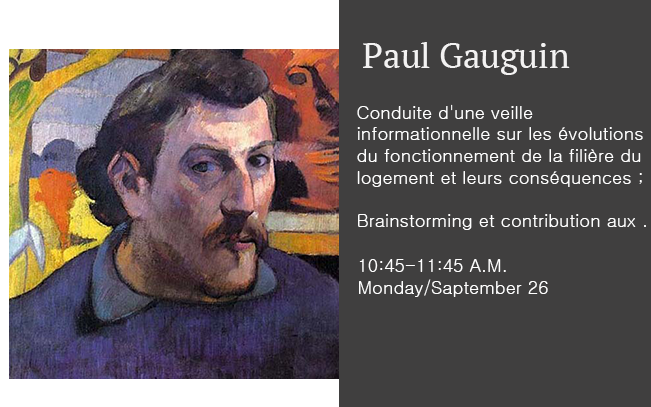 Paul Gauguin
Conduite d'une veille
informationnelle sur les évolutions
du fonctionnement de la filière du
logement et leurs conséquences ;
Brainstorming et contribution aux .
10:45-11:45 A.M.
Monday/Saptember 26